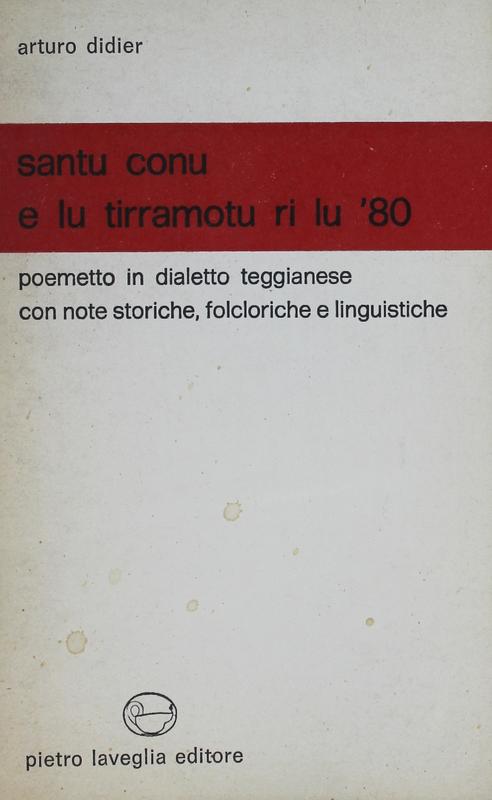 arturo didier
santu conu
e lu tirramotu ri lu '80
poemetto in dialetto teggianese
con note storiche, folcloriche e linguistiche
pietro laveglia editore